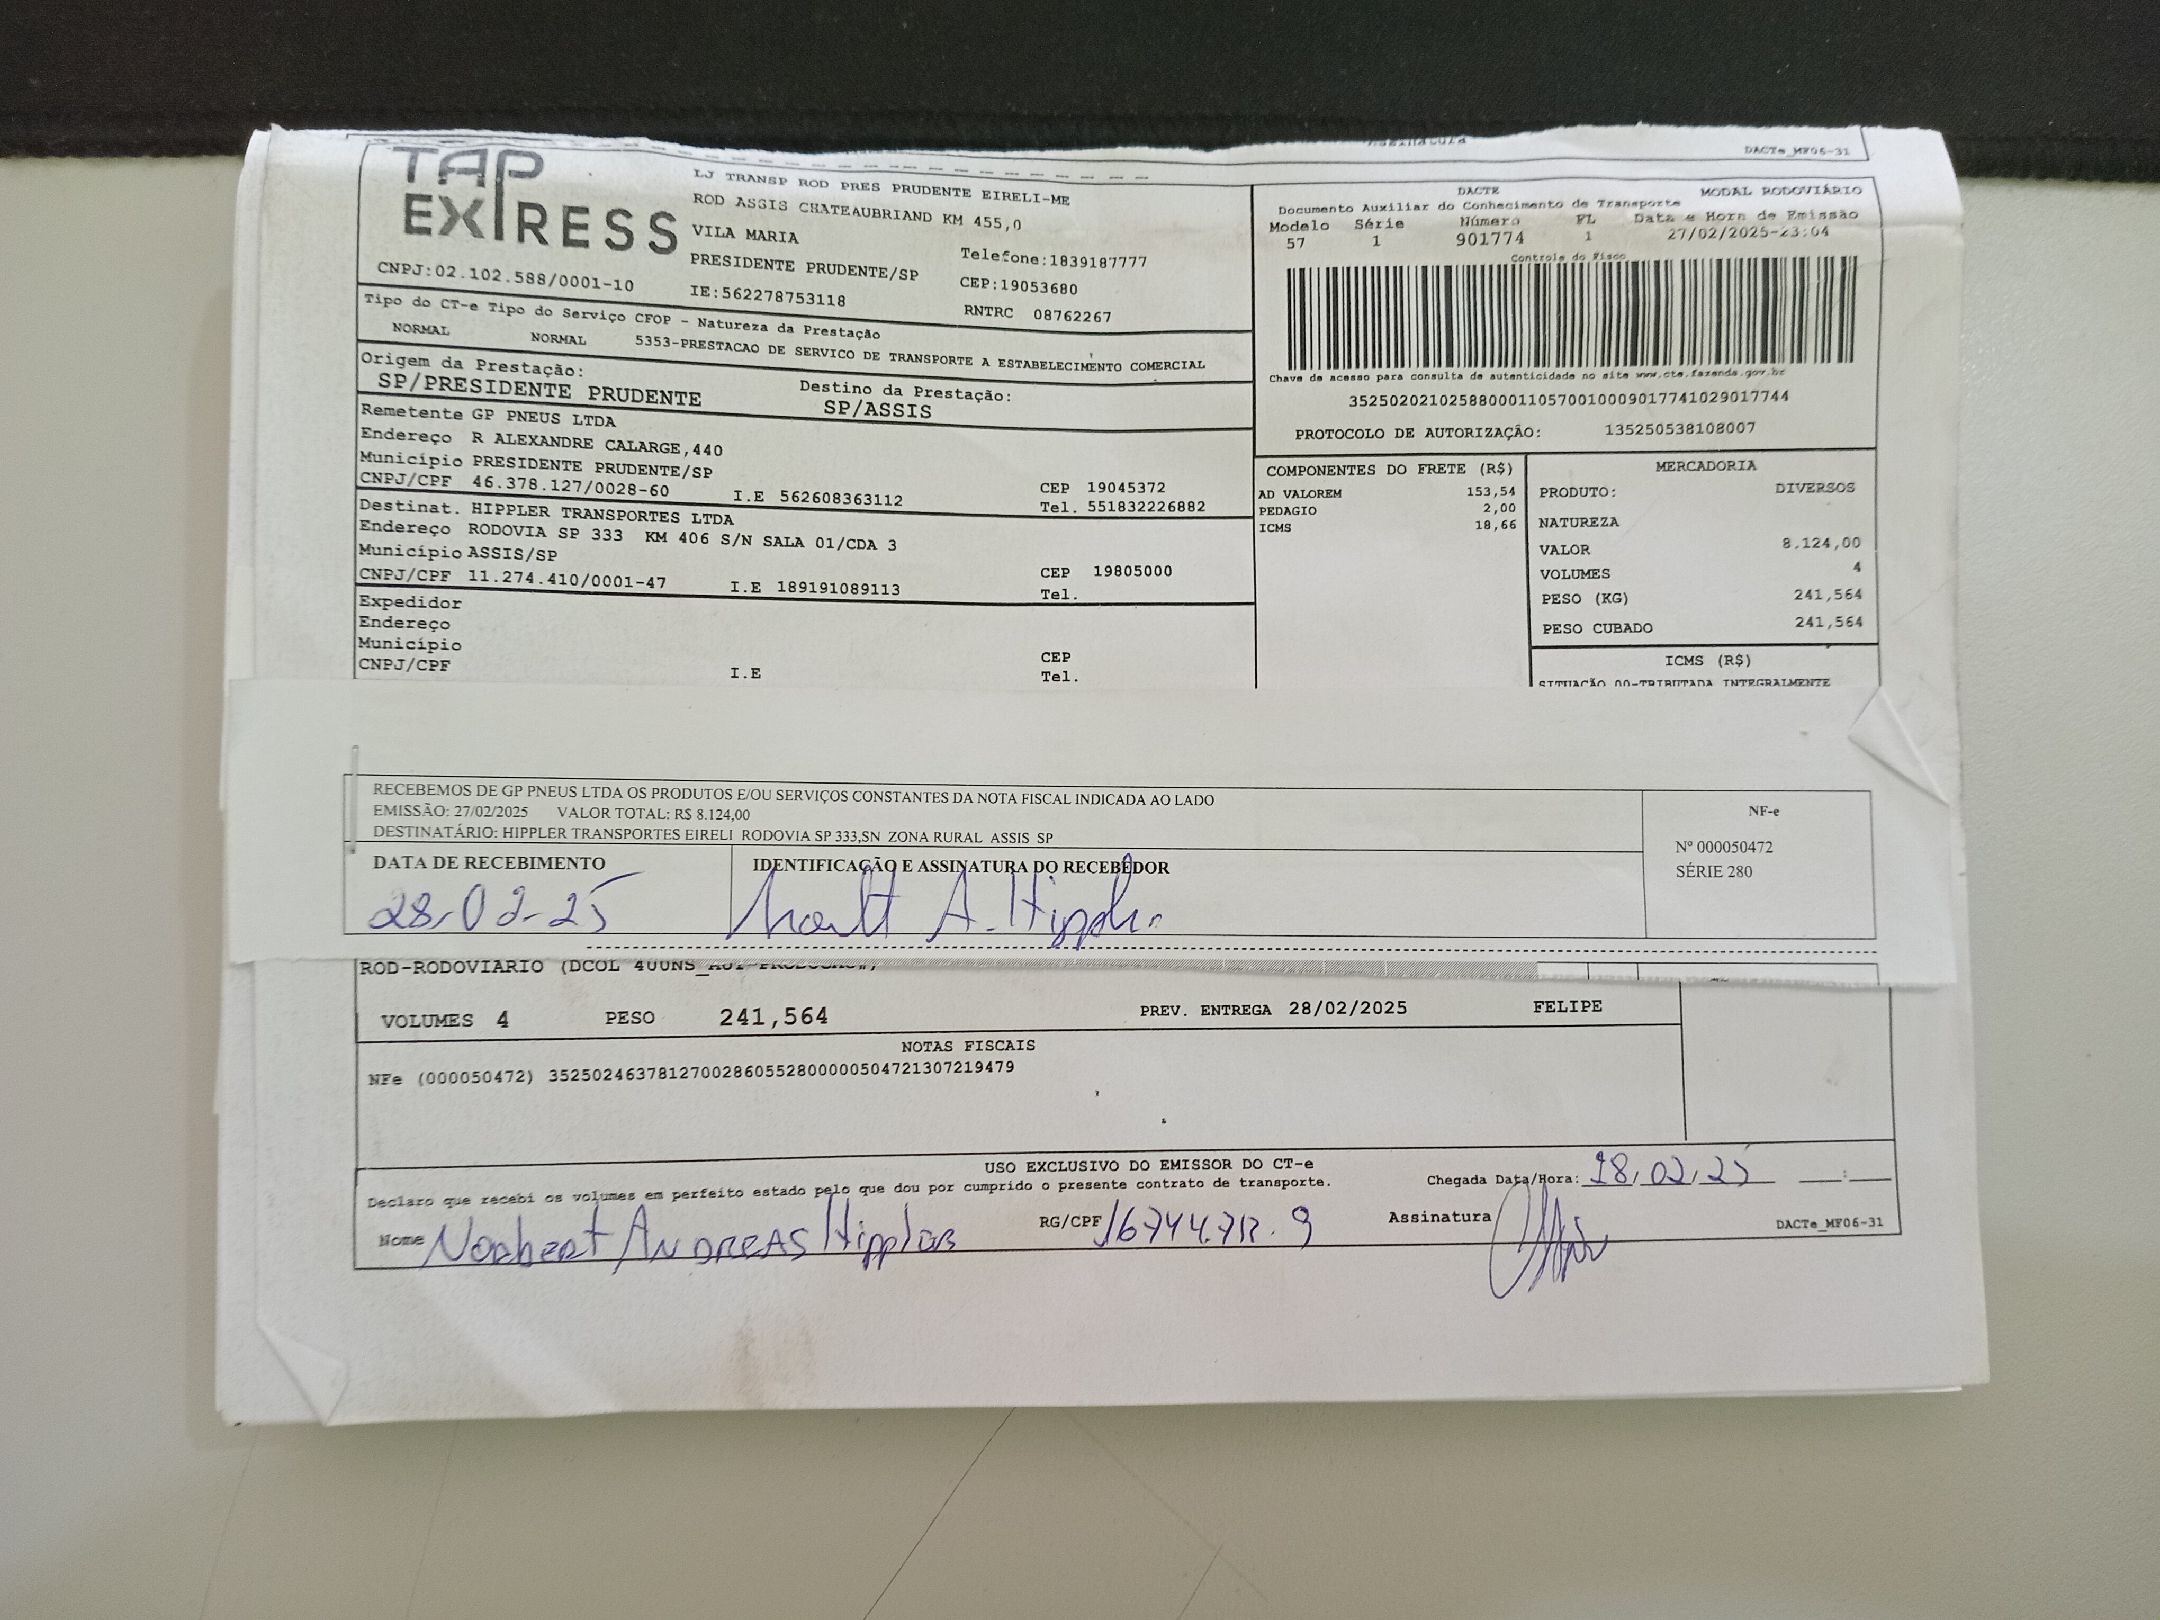 DACTe_MF06-31
TAP EXPRESS
LJ TRANSP ROD PRES PRUDENTE EIRELI-ME
ROD ASSIS CHATEAUBRIAND KM 455,0
VILA MARIA
PRESIDENTE PRUDENTE/SP
Telefone:1839187777
CNPJ:02.102.588/0001-10
IE:562278753118
CEP:19053680
RNTRC 08762267
DACTE MODAL RODOVIÁRIO
Documento Auxiliar do Conhecimento de Transporte
Modelo Série Número FL Data e Hora de Emissão
57 1 901774 1 27/02/2025-23:04
Controle do Fisco
Chave de acesso para consulta de autenticidade no site www.cte.fazenda.gov.br
35250202102588000110570010009017741029017744
PROTOCOLO DE AUTORIZAÇÃO: 135250538108007
Tipo do CT-e Tipo do Serviço CFOP - Natureza da Prestação
NORMAL NORMAL 5353-PRESTACAO DE SERVICO DE TRANSPORTE A ESTABELECIMENTO COMERCIAL
Origem da Prestação: Destino da Prestação:
SP/PRESIDENTE PRUDENTE SP/ASSIS
Remetente GP PNEUS LTDA
Endereço R ALEXANDRE CALARGE,440
Município PRESIDENTE PRUDENTE/SP CEP 19045372
CNPJ/CPF 46.378.127/0028-60 I.E 562608363112 Tel. 551832226882
Destinat. HIPPLER TRANSPORTES LTDA
Endereço RODOVIA SP 333 KM 406 S/N SALA 01/CDA 3
Município ASSIS/SP CEP 19805000
CNPJ/CPF 11.274.410/0001-47 I.E 189191089113 Tel.
Expedidor
Endereço
Município CEP
CNPJ/CPF I.E Tel.
COMPONENTES DO FRETE (R$)
AD VALOREM 153,54
PEDAGIO 2,00
ICMS 18,66
MERCADORIA
PRODUTO: DIVERSOS
NATUREZA
VALOR 8.124,00
VOLUMES 4
PESO (KG) 241,564
PESO CUBADO 241,564
ICMS (R$)
SITUAÇÃO 00-TRIBUTADA INTEGRALMENTE
RECEBEMOS DE GP PNEUS LTDA OS PRODUTOS E/OU SERVIÇOS CONSTANTES DA NOTA FISCAL INDICADA AO LADO
EMISSÃO: 27/02/2025 VALOR TOTAL: R$ 8.124,00
DESTINATÁRIO: HIPPLER TRANSPORTES EIRELI RODOVIA SP 333,SN ZONA RURAL ASSIS SP
NF-e
Nº 000050472
SÉRIE 280
DATA DE RECEBIMENTO IDENTIFICAÇÃO E ASSINATURA DO RECEBEDOR
28.02.25 A. Hippler
ROD-RODOVIARIO
VOLUMES 4 PESO 241,564 PREV. ENTREGA 28/02/2025 FELIPE
NOTAS FISCAIS
NFe (000050472) 35250246378127002860552800000504721307219479
USO EXCLUSIVO DO EMISSOR DO CT-e
Declaro que recebi os volumes em perfeito estado pelo que dou por cumprido o presente contrato de transporte. Chegada Data/Hora: 28.02.25
Nome Norbert ANDREAS Hippler RG/CPF Assinatura
DACTe_MF06-31